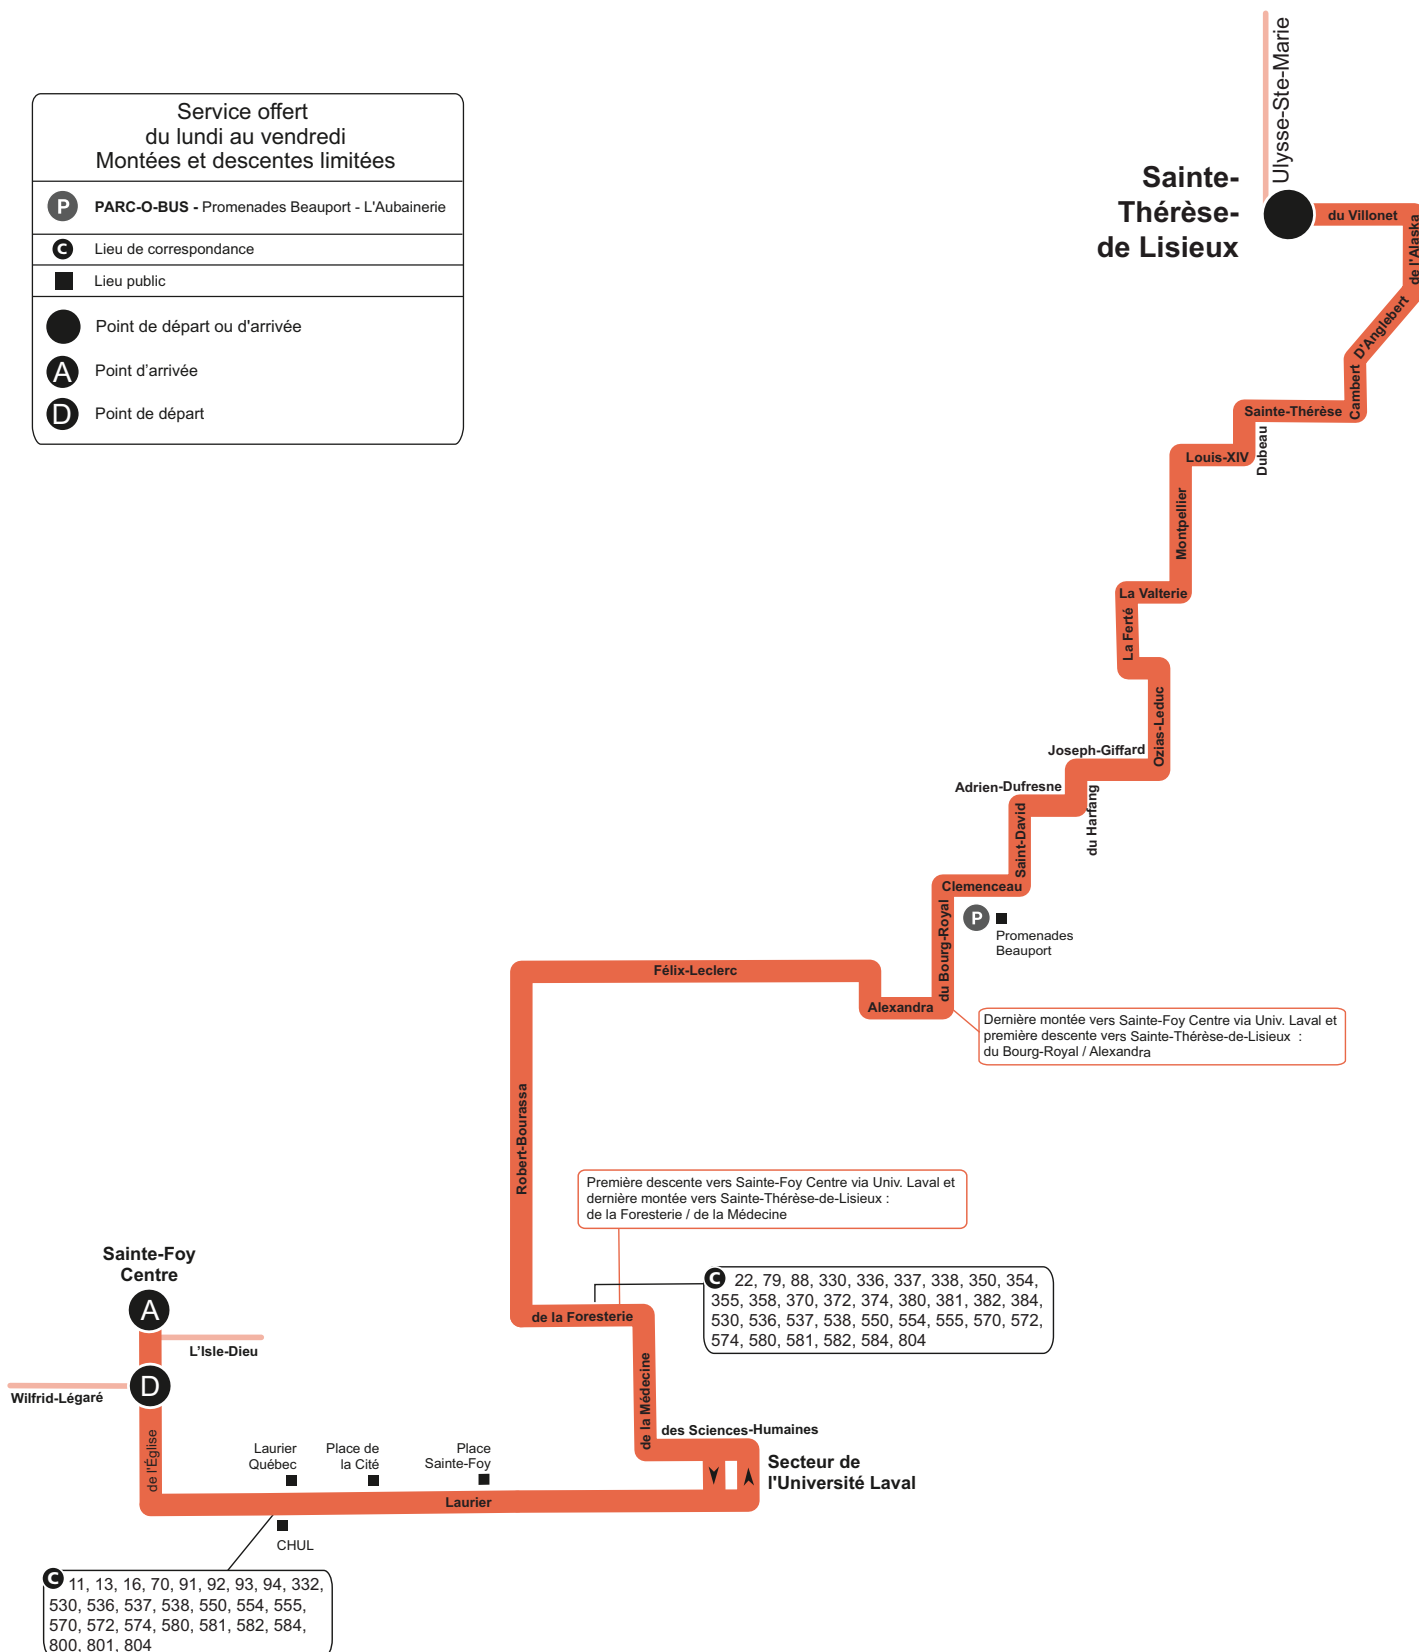 Ulysse-Ste-Marie
Service offert
du lundi au vendredi
Montées et descentes limitées
P PARC-O-BUS - Promenades Beauport - L'Aubainerie
C Lieu de correspondance
Lieu public
Point de départ ou d'arrivée
A Point d'arrivée
D Point de départ
Sainte-
Thérèse-
de Lisieux
du Villonet
de l'Alaska
D'Anglebert
Cambert
Sainte-Thérèse
Dubeau
Louis-XIV
Montpellier
La Valterie
La Ferté
Ozias-Leduc
Joseph-Giffard
du Harfang
Adrien-Dufresne
Saint-David
Clemenceau
P
Promenades
Beauport
du Bourg-Royal
Félix-Leclerc
Alexandra
Dernière montée vers Sainte-Foy Centre via Univ. Laval et
première descente vers Sainte-Thérèse-de-Lisieux :
du Bourg-Royal / Alexandra
Robert-Bourassa
Première descente vers Sainte-Foy Centre via Univ. Laval et
dernière montée vers Sainte-Thérèse-de-Lisieux :
de la Foresterie / de la Médecine
C 22, 79, 88, 330, 336, 337, 338, 350, 354,
355, 358, 370, 372, 374, 380, 381, 382, 384,
530, 536, 537, 538, 550, 554, 555, 570, 572,
574, 580, 581, 582, 584, 804
de la Foresterie
de la Médecine
des Sciences-Humaines
Secteur de
l'Université Laval
Sainte-Foy
Centre
A
L'Isle-Dieu
D
Wilfrid-Légaré
de l'Église
Laurier
Québec
Place de
la Cité
Place
Sainte-Foy
Laurier
CHUL
C 11, 13, 16, 70, 91, 92, 93, 94, 332,
530, 536, 537, 538, 550, 554, 555,
570, 572, 574, 580, 581, 582, 584,
800, 801, 804